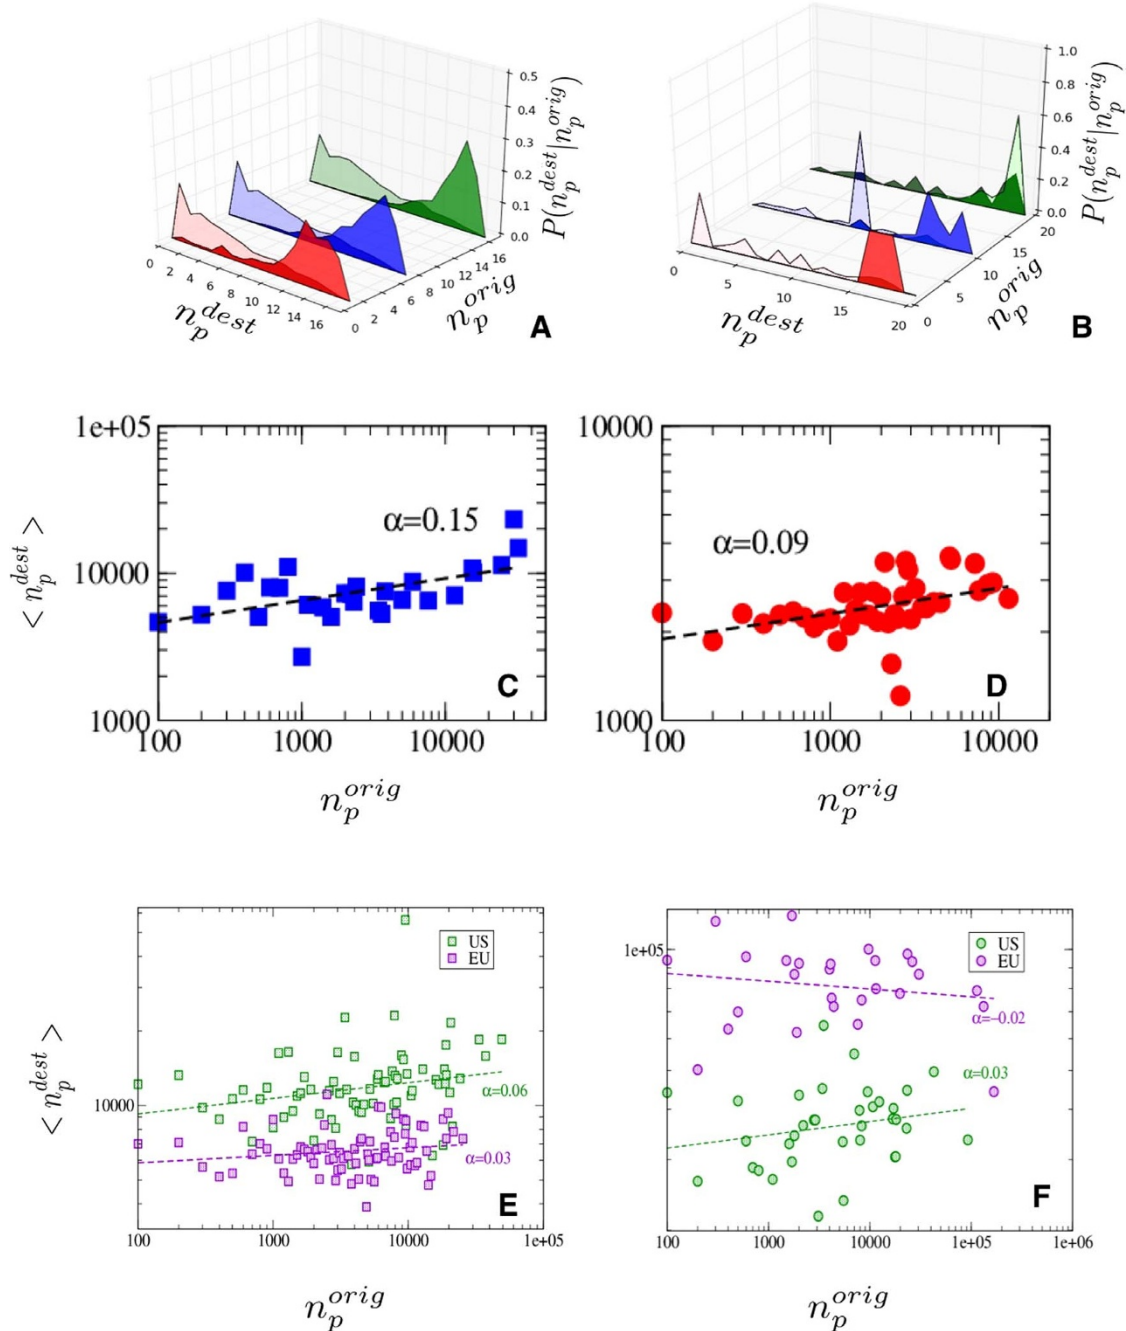 0.5
0.4
0.3
0.2
0.1
0.0
P(n_p^{dest}|n_p^{orig})
0 2 4 6 8 10 12 14 16
n_p^{dest}
0 2 4 6 8 10 12 14 16
n_p^{orig}
A
1.0
0.8
0.6
0.4
0.2
0.0
P(n_p^{dest}|n_p^{orig})
0 5 10 15 20
n_p^{dest}
0 5 10 15 20
n_p^{orig}
B
< n_p^{dest} >
1e+05
10000
1000
α=0.15
C
100 1000 10000
n_p^{orig}
10000
1000
α=0.09
D
100 1000 10000
n_p^{orig}
< n_p^{dest} >
10000
US
EU
α=0.06
α=0.03
E
100 1000 10000 1e+05
n_p^{orig}
1e+05
US
EU
α=-0.02
α=0.03
F
100 1000 10000 1e+05 1e+06
n_p^{orig}